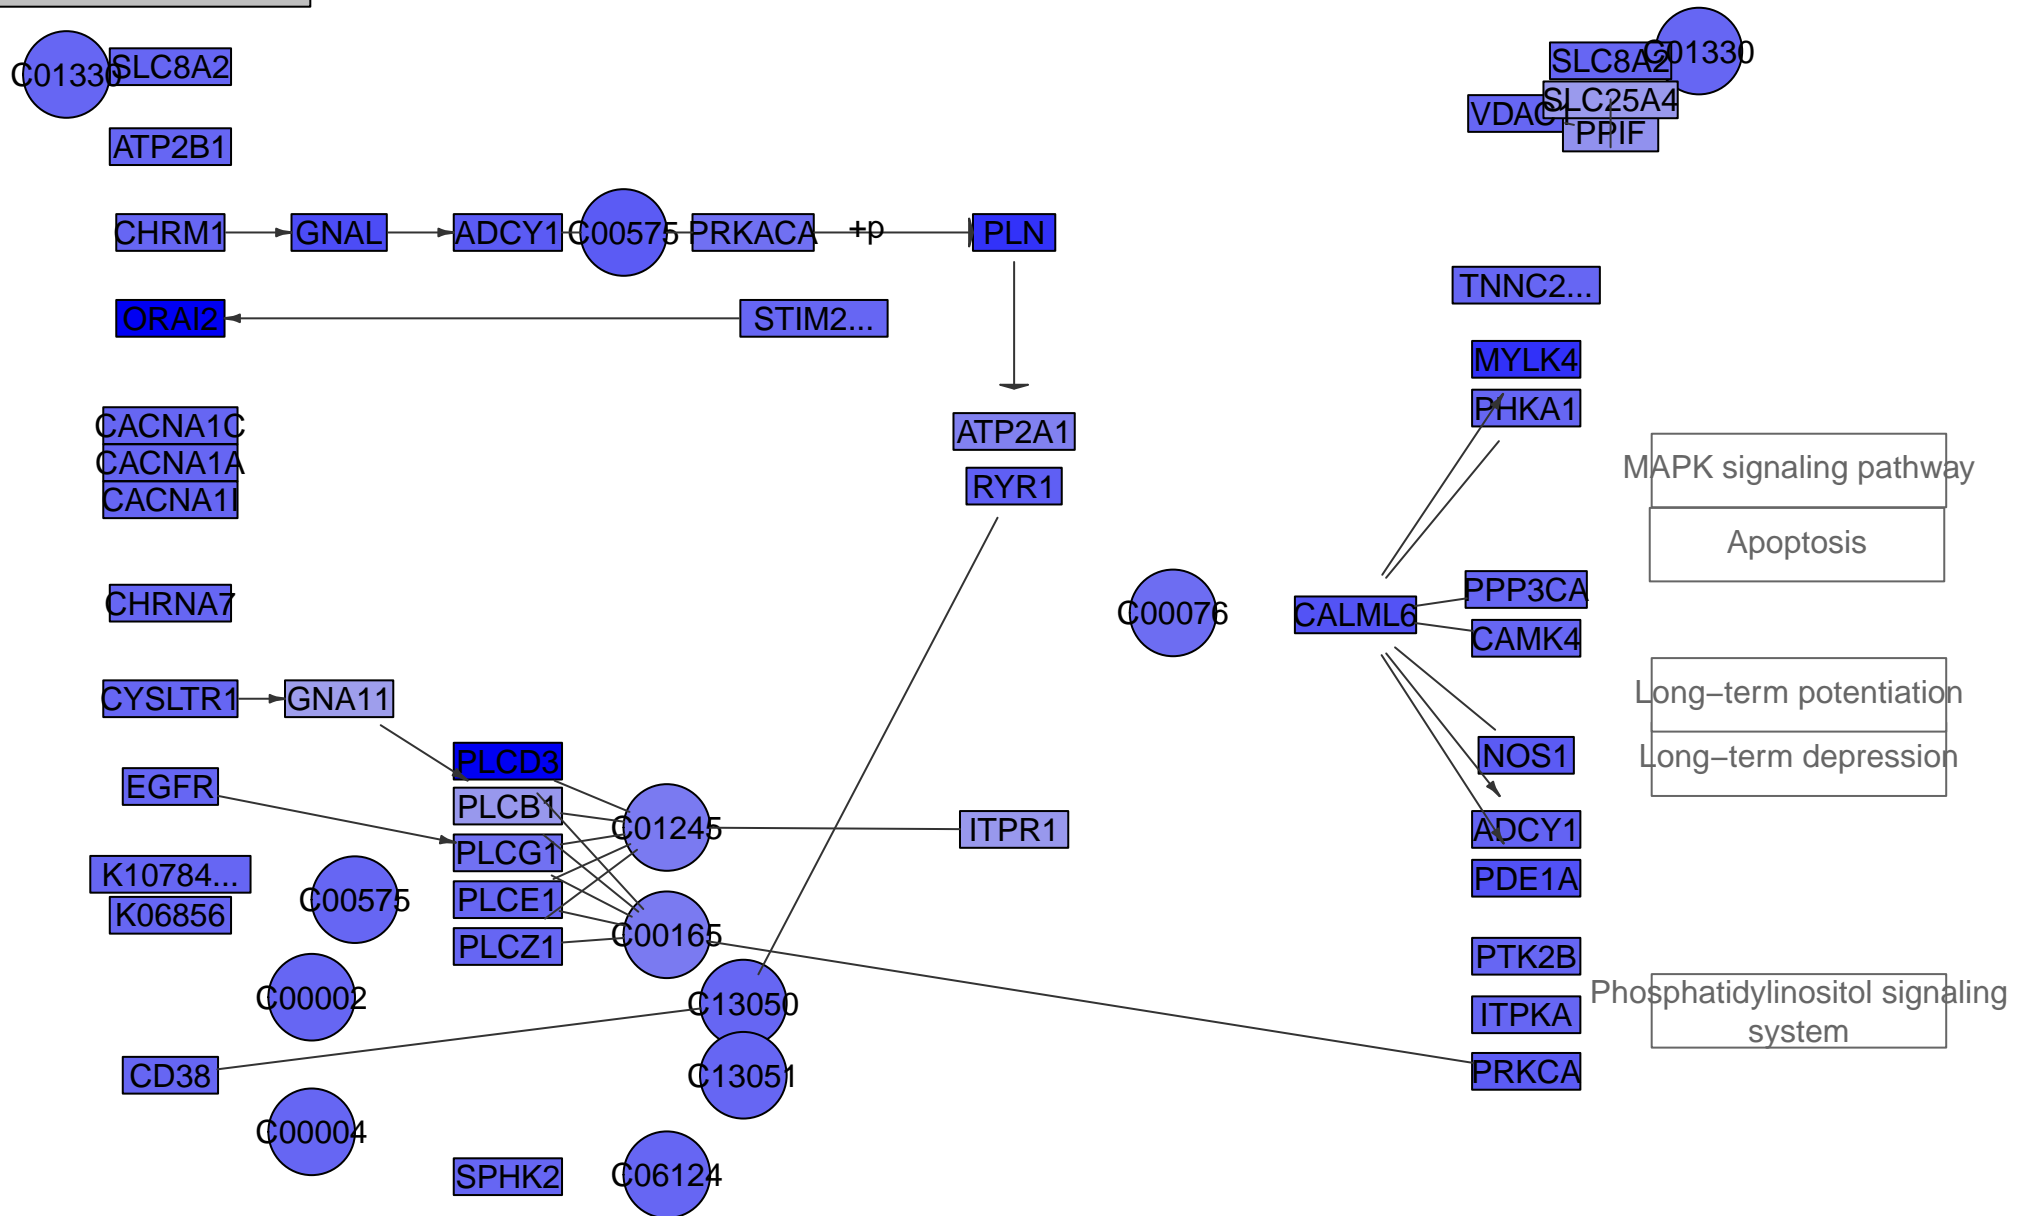 C01330
SLC8A2
SLC8A2
C01330
SLC25A4
VDAC1
PPIF
ATP2B1
CHRM1
GNAL
ADCY1
C00575
PRKACA
+p
PLN
TNNC2...
ORAI2
STIM2...
MYLK4
PHKA1
CACNA1C
CACNA1A
CACNA1I
ATP2A1
RYR1
MAPK signaling pathway
Apoptosis
CHRNA7
C00076
CALML6
PPP3CA
CAMK4
CYSLTR1
GNA11
Long−term potentiation
Long−term depression
PLCD3
NOS1
EGFR
PLCB1
C01245
ITPR1
ADCY1
PLCG1
K10784...
C00575
PLCE1
PDE1A
K06856
PLCZ1
C00165
PTK2B
C00002
C13050
ITPKA
Phosphatidylinositol signaling
system
CD38
C13051
PRKCA
C00004
SPHK2
C06124